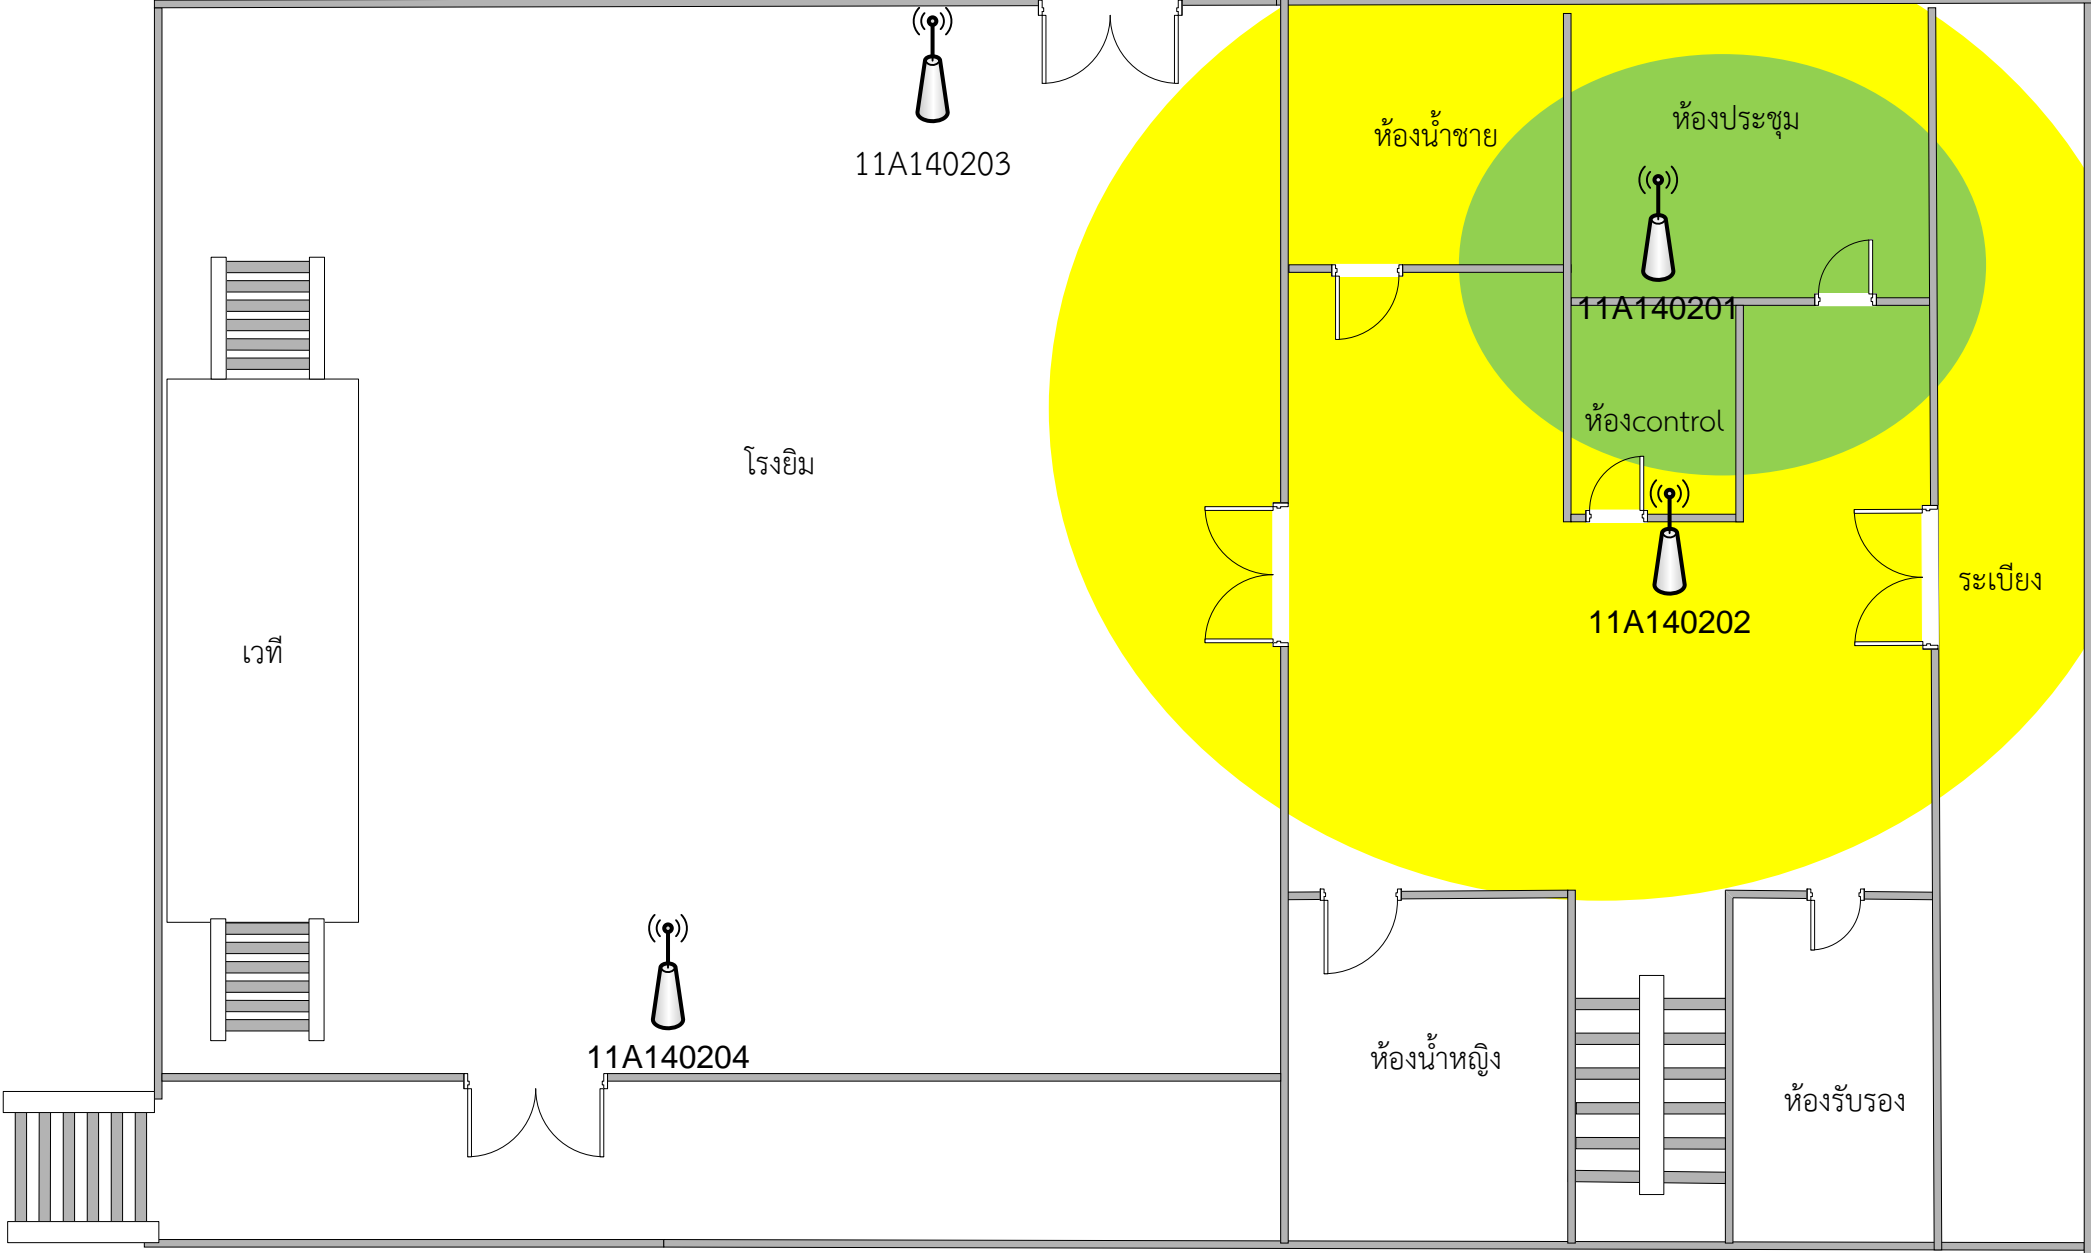 ห้องประชุม
ห้องน้ำชาย
11A140203
11A140201
ห้องcontrol
โรงยิม
ระเบียง
11A140202
เวที
11A140204
ห้องน้ำหญิง
ห้องรับรอง